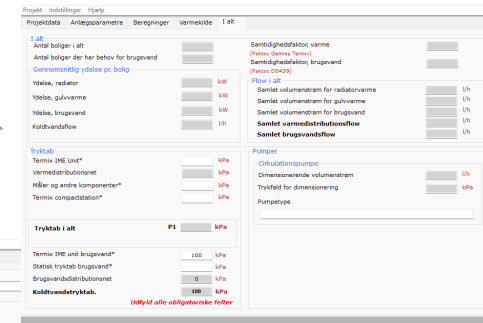 Projekt Indstillinger Hjælp
Projektdata Anlægsparametre Beregninger Varmekilde I alt
I alt
Antal boliger i alt
Antal boliger der har behov for brugsvand
Gennemsnitlig ydelse pr. bolig
Ydelse, radiator kW
Ydelse, gulvvarme kW
Ydelse, brugsvand kW
Koldtvandsflow l/h
Samtidighedsfaktor, varme
(Faktor Gemina Termix)
Samtidighedsfaktor, brugsvand
(Faktor DS439)
Flow i alt
Samlet volumenstrøm for radiatorvarme l/h
Samlet volumenstrøm for gulvvarme l/h
Samlet volumenstrøm for brugsvand l/h
Samlet varmedistributionsflow l/h
Samlet brugsvandsflow l/h
Tryktab
Termix IME Unit* kPa
Varmedistributionsnet kPa
Måler og andre komponenter* kPa
Termix compactstation* kPa
Tryktab i alt P1 kPa
Termix IME unit brugsvand* 100 kPa
Statisk tryktab brugsvand* kPa
Brugsvandsdistributionsnet 0 kPa
Koldtvandstryktab. 100 kPa
Udfyld alle obligatoriske felter
Pumper
Cirkulationspumpe
Dimensionerende volumenstrøm l/h
Trykfald for dimensionering kPa
Pumpetype